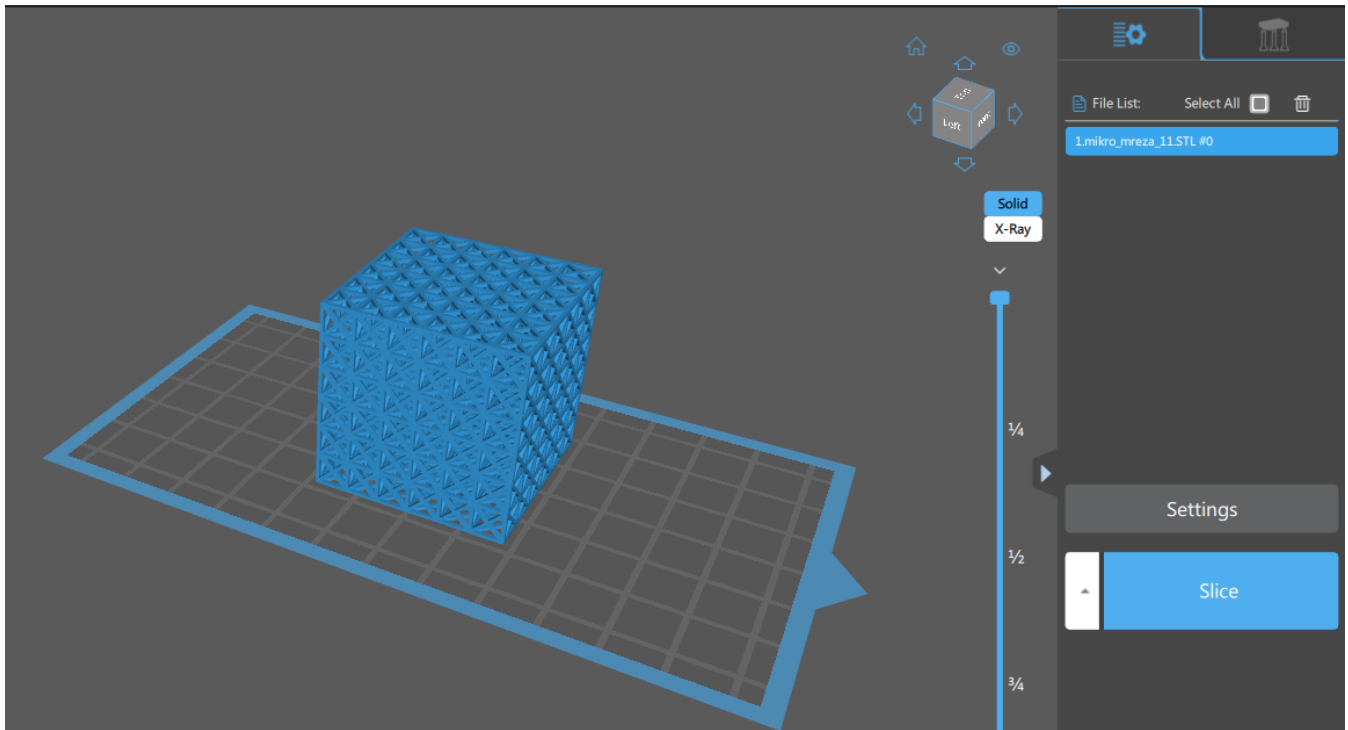 File List:
Select All
1.mikro_mreza_11.STL #0
Left
Solid
X-Ray
¼
½
¾
Settings
Slice